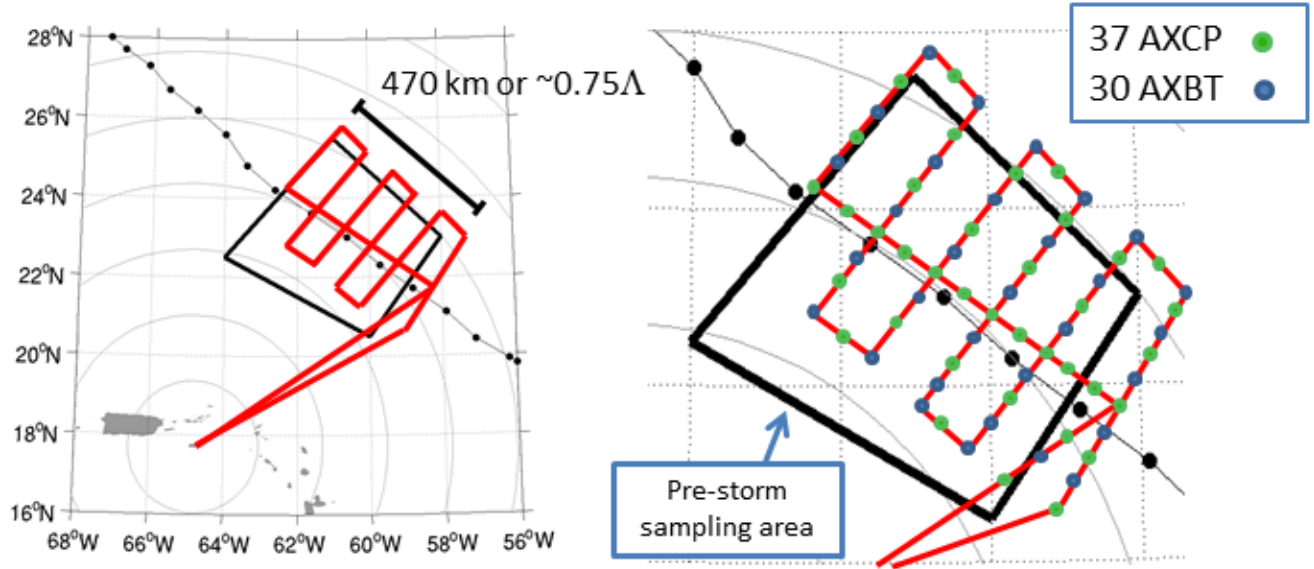 28°N
26°N
24°N
22°N
20°N
18°N
16°N
68°W 66°W 64°W 62°W 60°W 58°W 56°W
470 km or ~0.75Λ
37 AXCP
30 AXBT
Pre-storm
sampling area